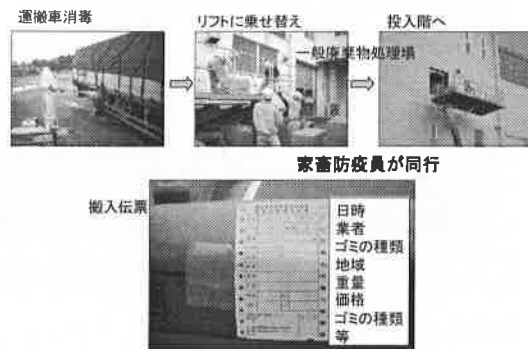 運搬車消毒
リフトに乗せ替え
投入階へ
一般廃棄物処理場
家畜防疫員が同行
搬入伝票
日時
業者
ゴミの種類
地域
重量
価格
ゴミの種類
等